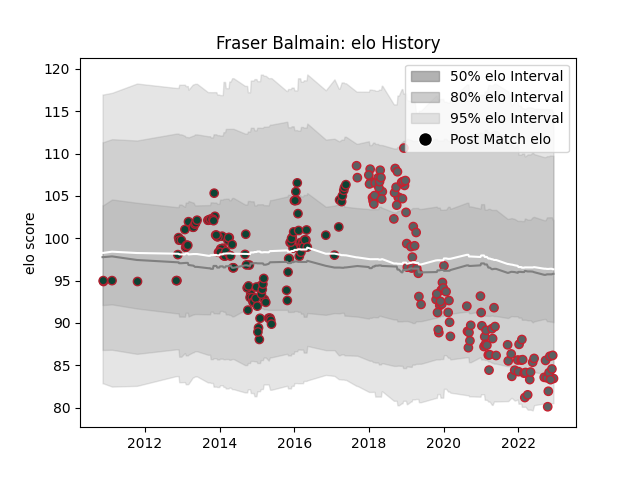 Fraser Balmain: elo History
50% elo Interval
80% elo Interval
95% elo Interval
Post Match elo
elo score
120
115
110
105
100
95
90
85
80
2012 2014 2016 2018 2020 2022